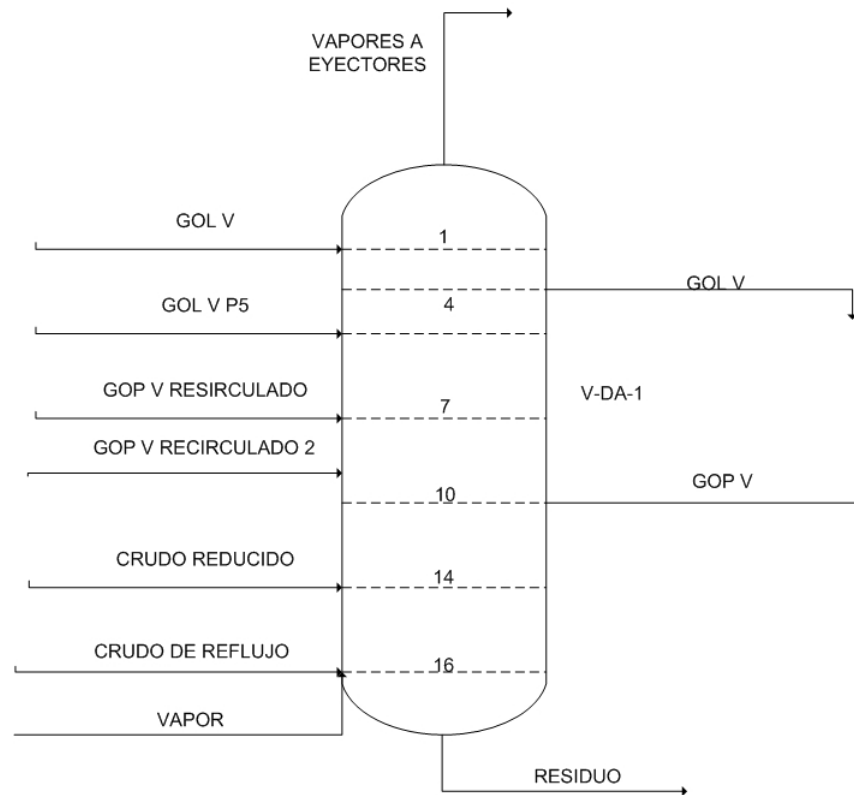 VAPORES A
EYECTORES
GOL V
1
GOL V
GOL V P5
4
GOP V RESIRCULADO
7
V-DA-1
GOP V RECIRCULADO 2
10
GOP V
CRUDO REDUCIDO
14
CRUDO DE REFLUJO
16
VAPOR
RESIDUO